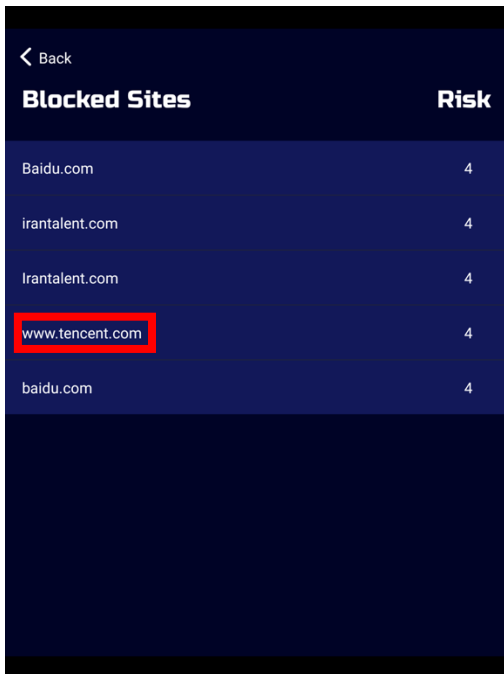 Back
Blocked Sites Risk
Baidu.com 4
irantalent.com 4
Irantalent.com 4
www.tencent.com 4
baidu.com 4